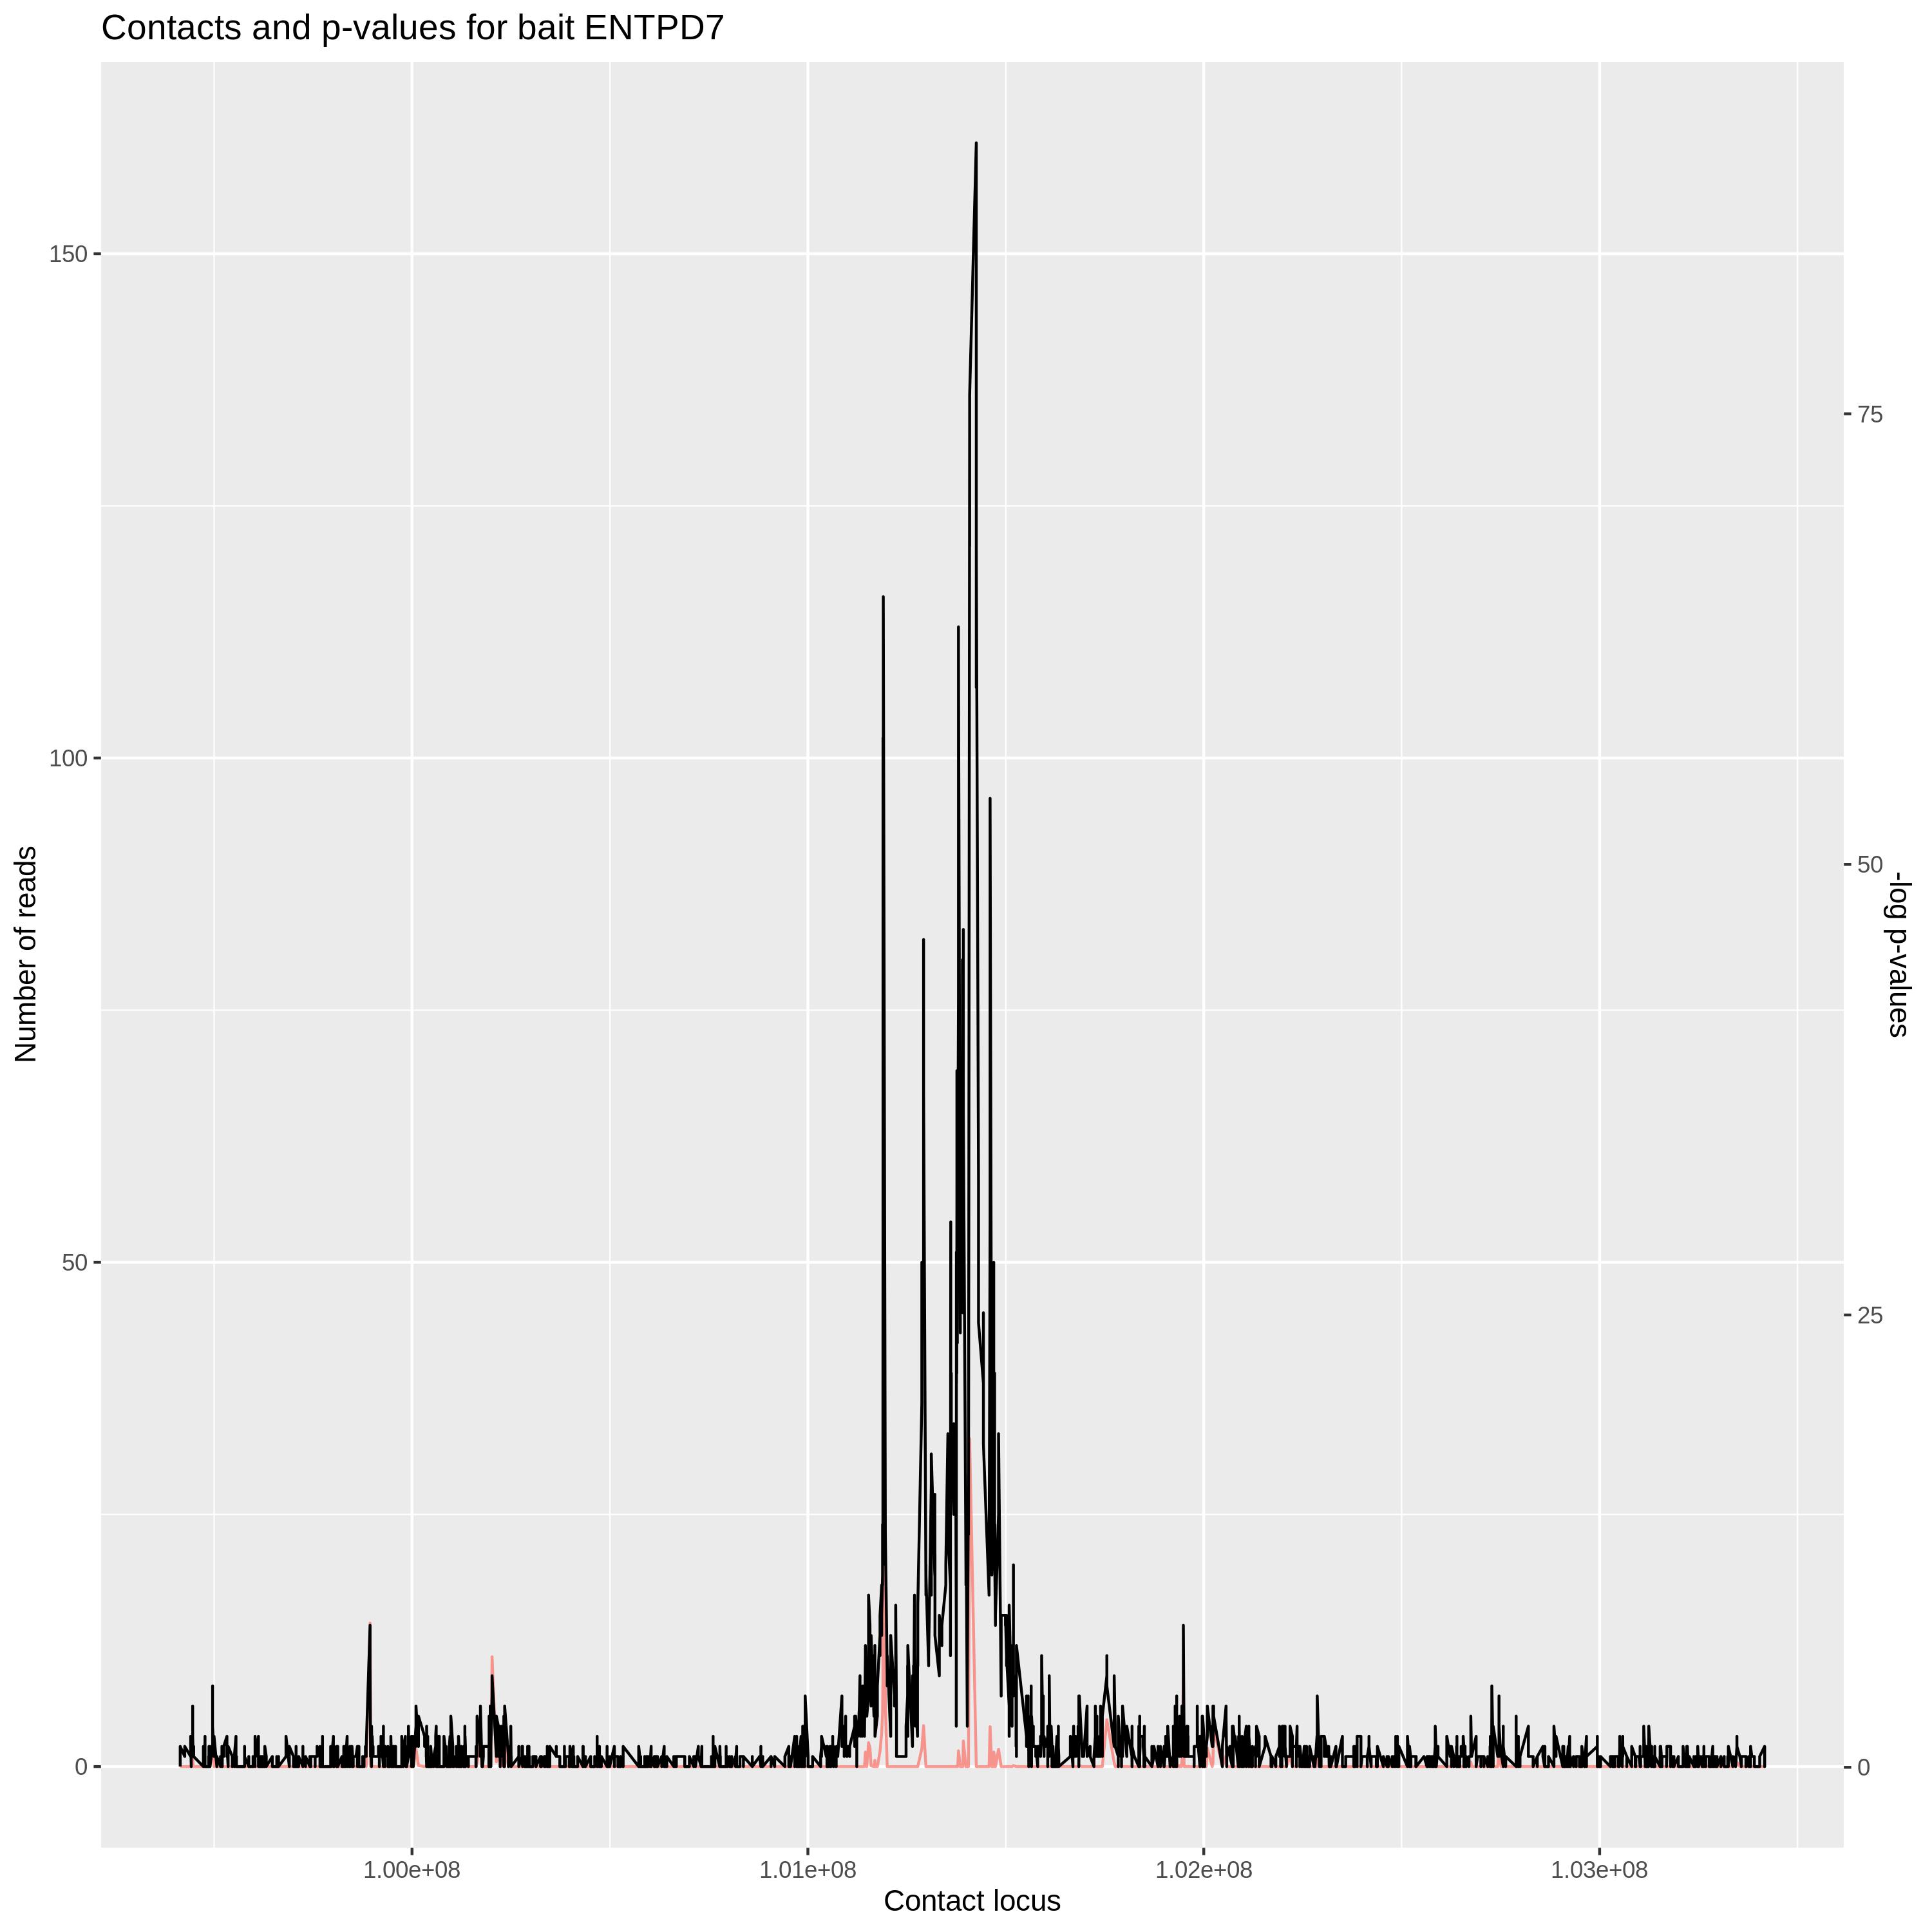 Contacts and p-values for bait ENTPD7
150
100
50
0
Number of reads
75
50
25
0
-log p-values
1.00e+08
1.01e+08
1.02e+08
1.03e+08
Contact locus